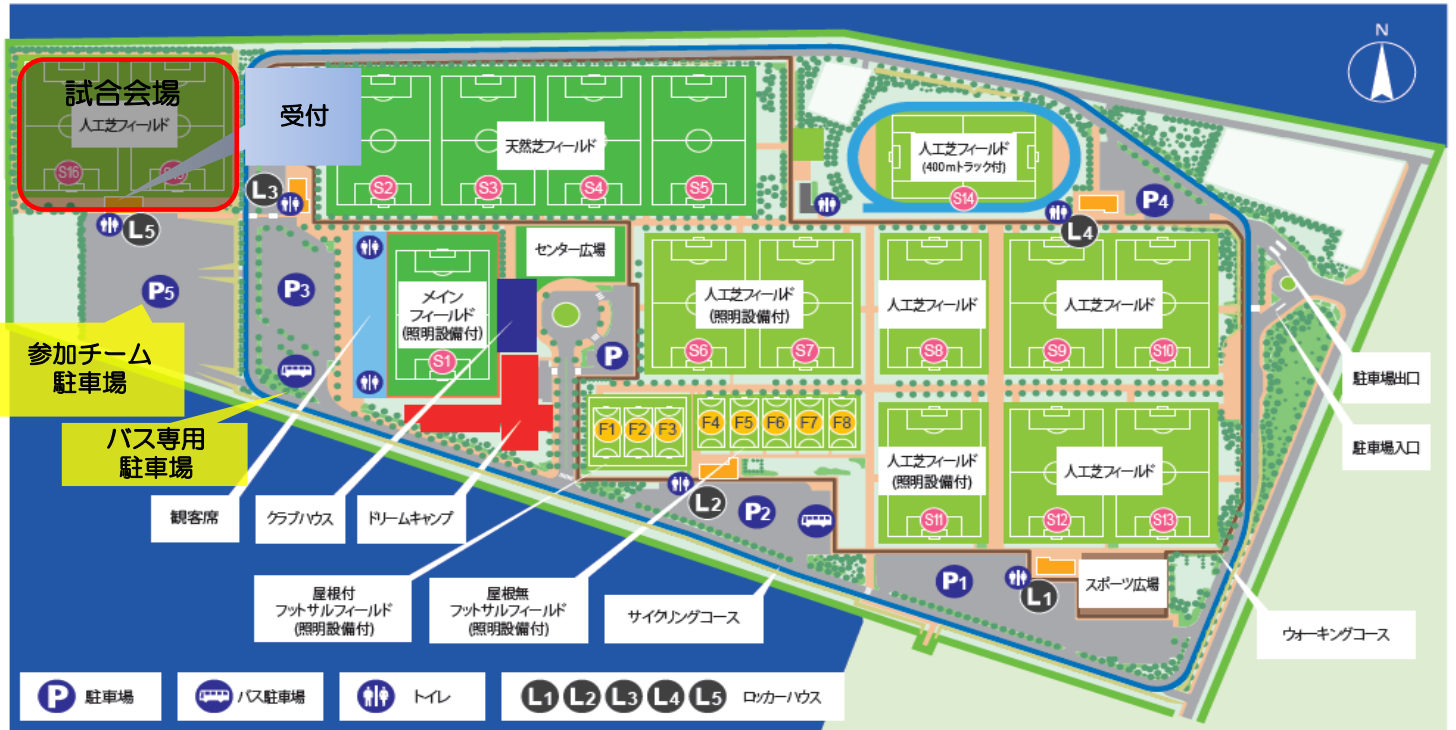 N
試合会場
人工芝フィールド
S16
受付
天然芝フィールド
S2
S3
S4
S5
人工芝フィールド
(400mトラック付)
S14
P4
L3
L5
L4
P5
P3
メイン
フィールド
(照明設備付)
S1
センター広場
P
人工芝フィールド
(照明設備付)
S6
S7
人工芝フィールド
S8
人工芝フィールド
S9
S10
参加チーム
駐車場
バス専用
駐車場
駐車場出口
駐車場入口
F1
F2
F3
F4
F5
F6
F7
F8
人工芝フィールド
(照明設備付)
S11
人工芝フィールド
S12
S13
L2
P2
観客席
クラブハウス
ドリームキャンプ
P1
L1
スポーツ広場
屋根付
フットサルフィールド
(照明設備付)
屋根無
フットサルフィールド
(照明設備付)
サイクリングコース
ウォーキングコース
P 駐車場
バス駐車場
トイレ
L1 L2 L3 L4 L5 ロッカーハウス